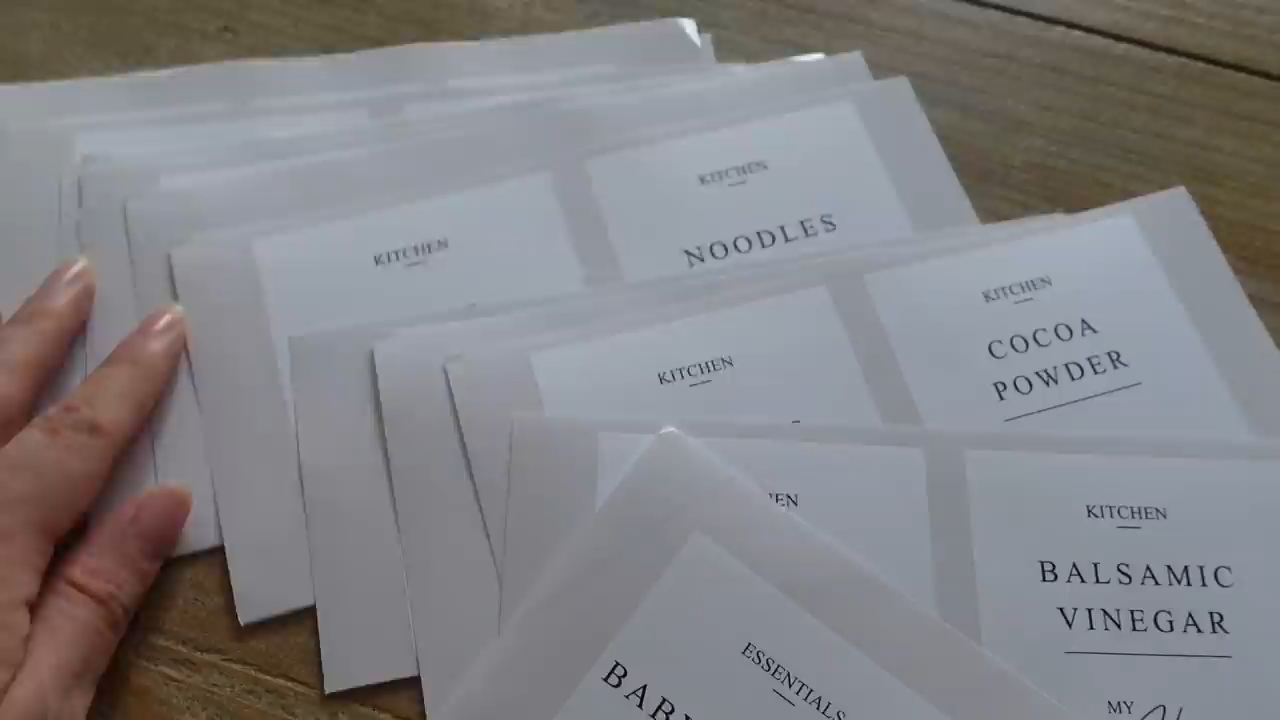 KITCHEN
NOODLES
KITCHEN
KITCHEN
COCOA
POWDER
KITCHEN
KITCHEN
BALSAMIC
VINEGAR
MY
ESSENTIALS